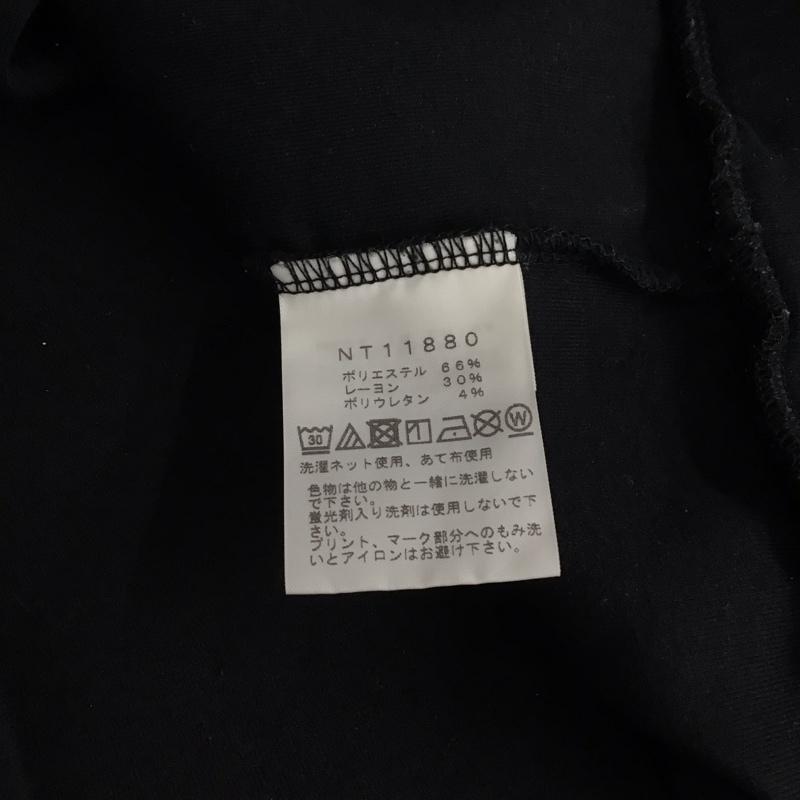 NT11880
ポリエステル 66%
レーヨン 30%
ポリウレタン 4%
30 W
洗濯ネット使用、あて布使用
色物は他の物と一緒に洗濯しない
で下さい。
蛍光剤入り洗剤は使用しないで下
さい。
プリント、マーク部分へのもみ洗
いとアイロンはお避け下さい。